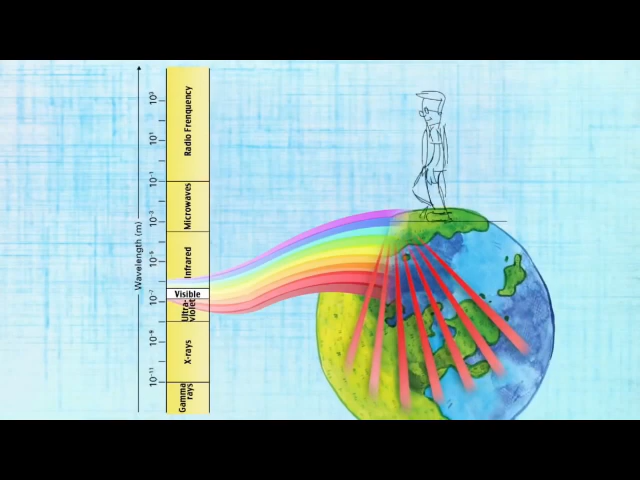 Wavelength (m)
10³
10¹
10⁻¹
10⁻³
10⁻⁵
10⁻⁷
10⁻⁹
10⁻¹¹
Radio Frenquency
Microwaves
Infrared
Visible
Ultra-
violet
X-rays
Gamma
rays